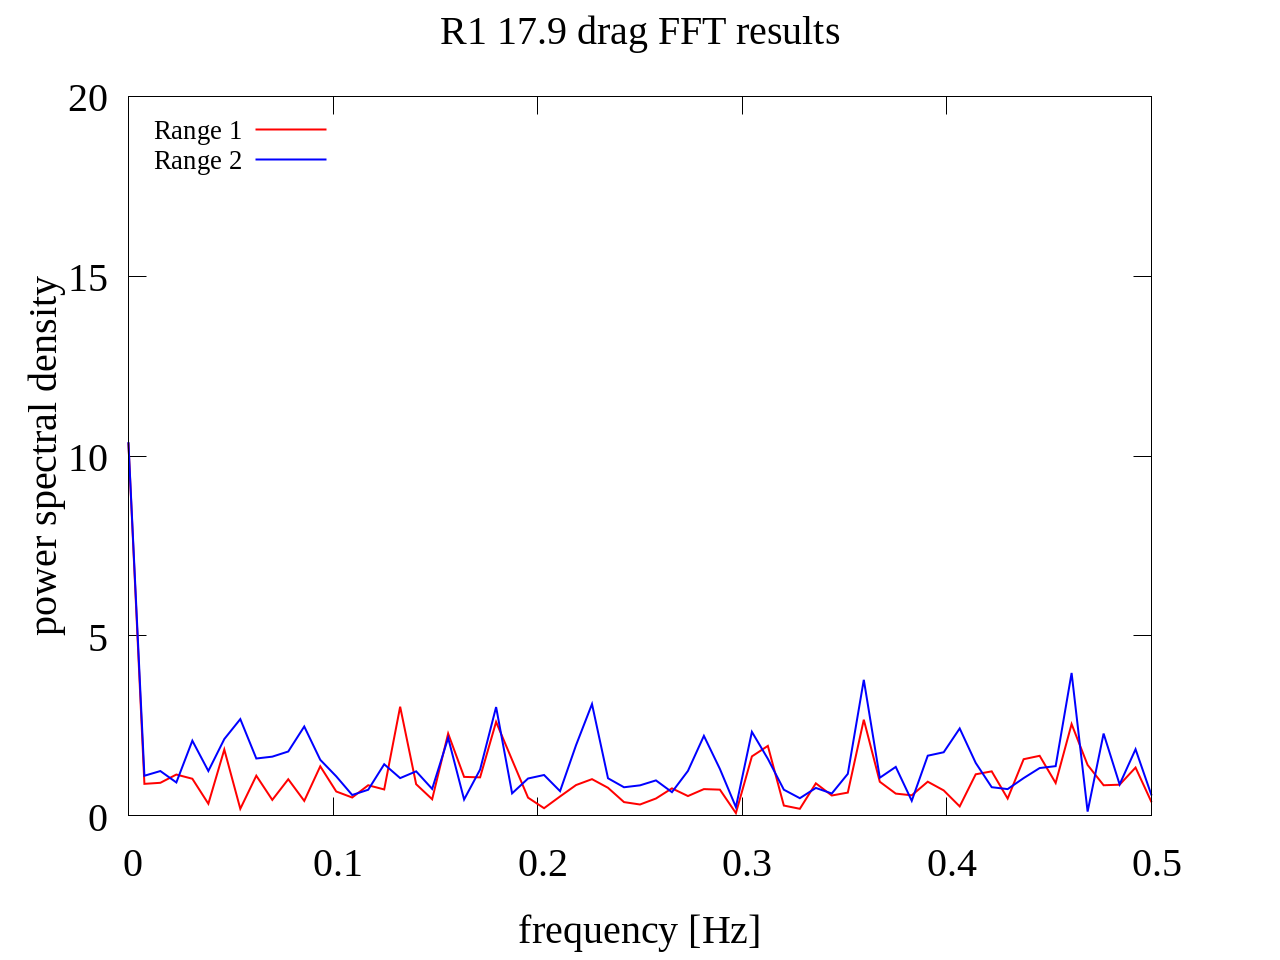 R1 17.9 drag FFT results
20
15
10
5
0
Range 1
Range 2
power spectral density
0 0.1 0.2 0.3 0.4 0.5
frequency [Hz]